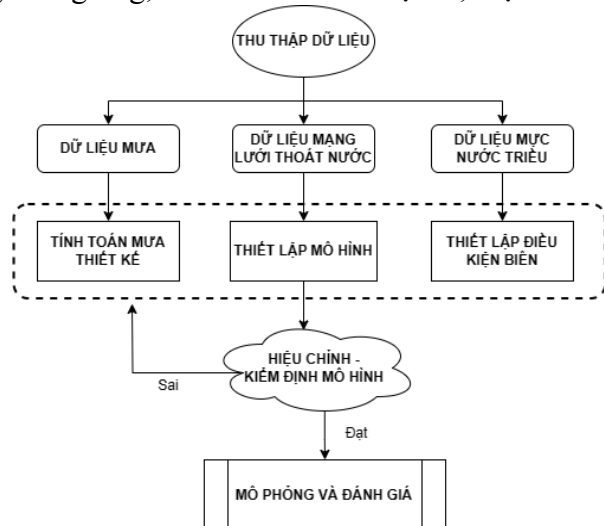 THU THẬP DỮ LIỆU
DỮ LIỆU MƯA
DỮ LIỆU MẠNG
LƯỚI THOÁT NƯỚC
DỮ LIỆU MỰC
NƯỚC TRIỀU
TÍNH TOÁN MƯA
THIẾT KẾ
THIẾT LẬP MÔ HÌNH
THIẾT LẬP ĐIỀU
KIỆN BIÊN
HIỆU CHỈNH -
KIỂM ĐỊNH MÔ HÌNH
Sai
Đạt
MÔ PHỎNG VÀ ĐÁNH GIÁ